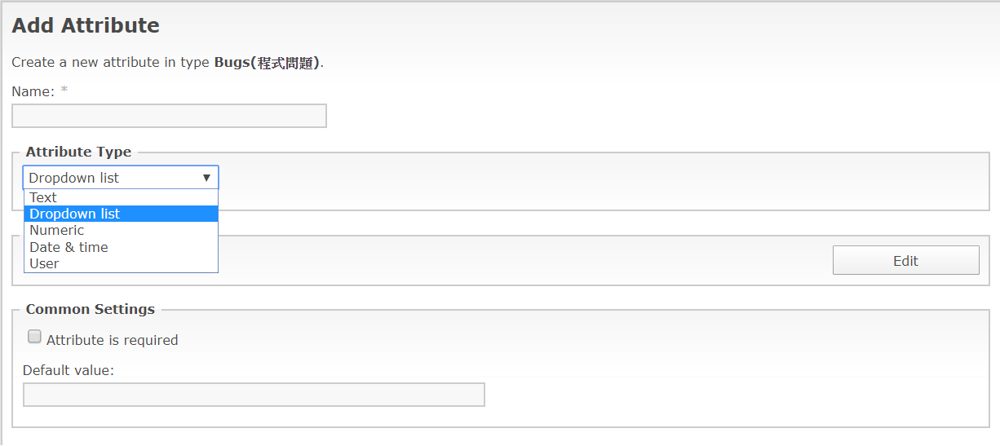 Add Attribute
Create a new attribute in type Bugs(程式問題).
Name: *
Attribute Type
Dropdown list ▼
Text
Dropdown list
Numeric
Date & time
User
Edit
Common Settings
Attribute is required
Default value: